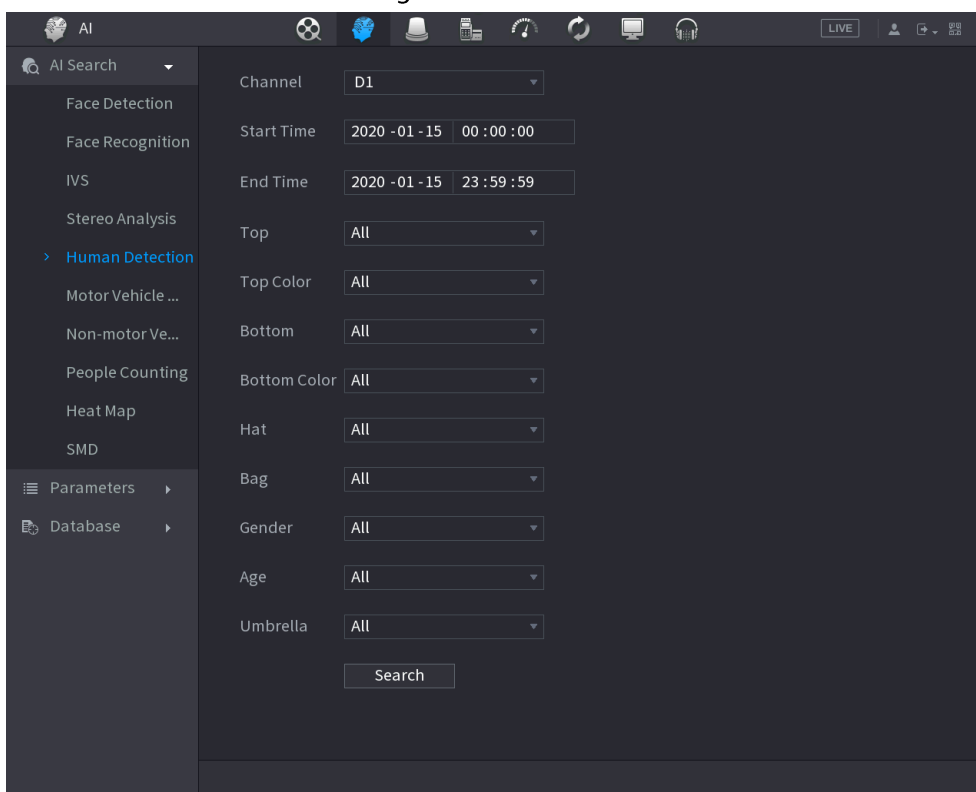 AI
LIVE
AI Search
Face Detection
Face Recognition
IVS
Stereo Analysis
Human Detection
Motor Vehicle ...
Non-motor Ve...
People Counting
Heat Map
SMD
Parameters
Database
Channel D1
Start Time 2020 -01 -15 00 :00 :00
End Time 2020 -01 -15 23 :59 :59
Top All
Top Color All
Bottom All
Bottom Color All
Hat All
Bag All
Gender All
Age All
Umbrella All
Search